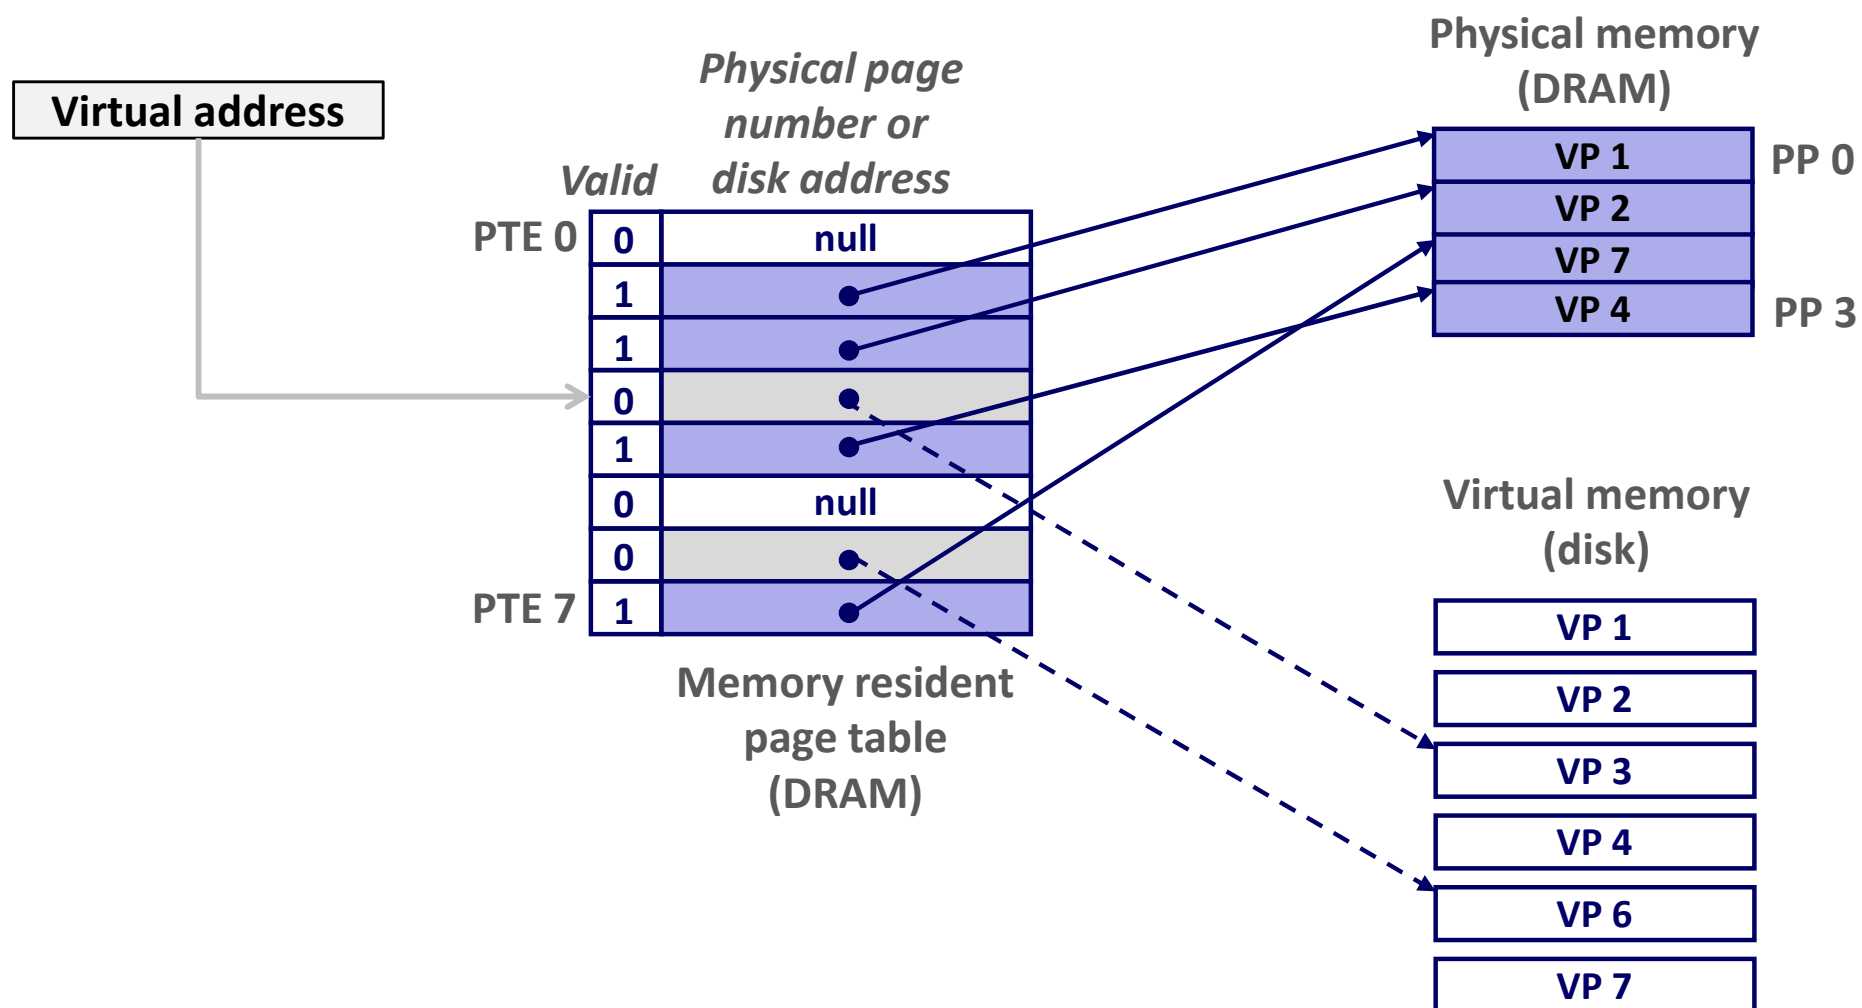 Virtual address
Physical page
number or
disk address
Valid
PTE 0
0
null
1
1
0
1
0
null
0
PTE 7
1
Memory resident
page table
(DRAM)
Physical memory
(DRAM)
VP 1
PP 0
VP 2
VP 7
VP 4
PP 3
Virtual memory
(disk)
VP 1
VP 2
VP 3
VP 4
VP 6
VP 7